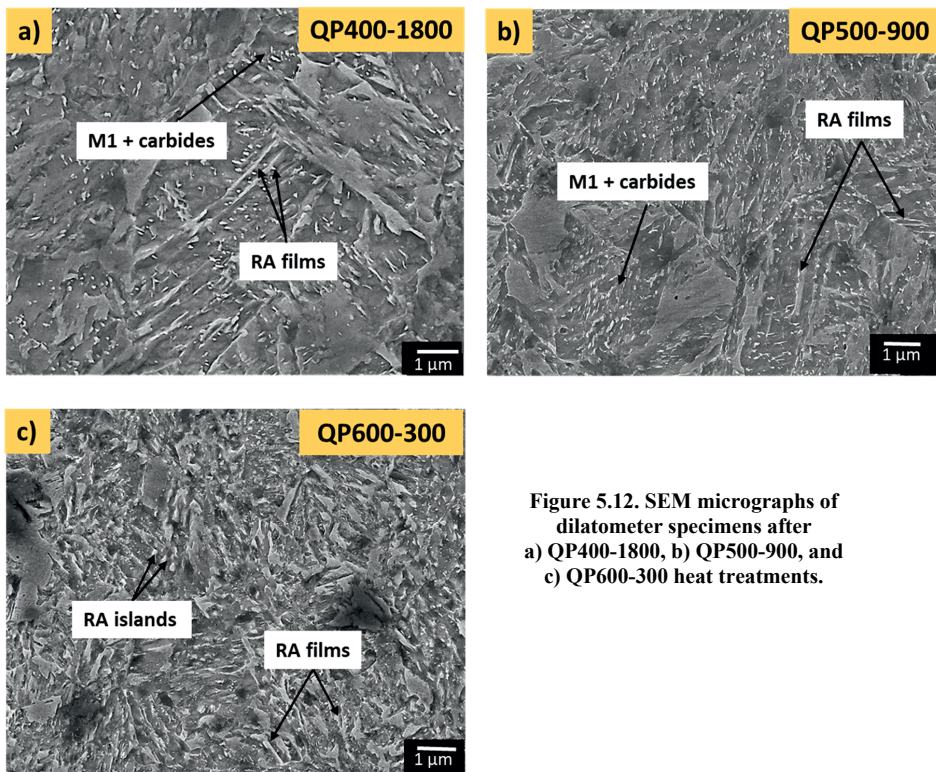 a)
QP400-1800
M1 + carbides
RA films
1 µm
b)
QP500-900
RA films
M1 + carbides
1 µm
c)
QP600-300
RA islands
RA films
1 µm
Figure 5.12. SEM micrographs of
dilatometer specimens after
a) QP400-1800, b) QP500-900, and
c) QP600-300 heat treatments.